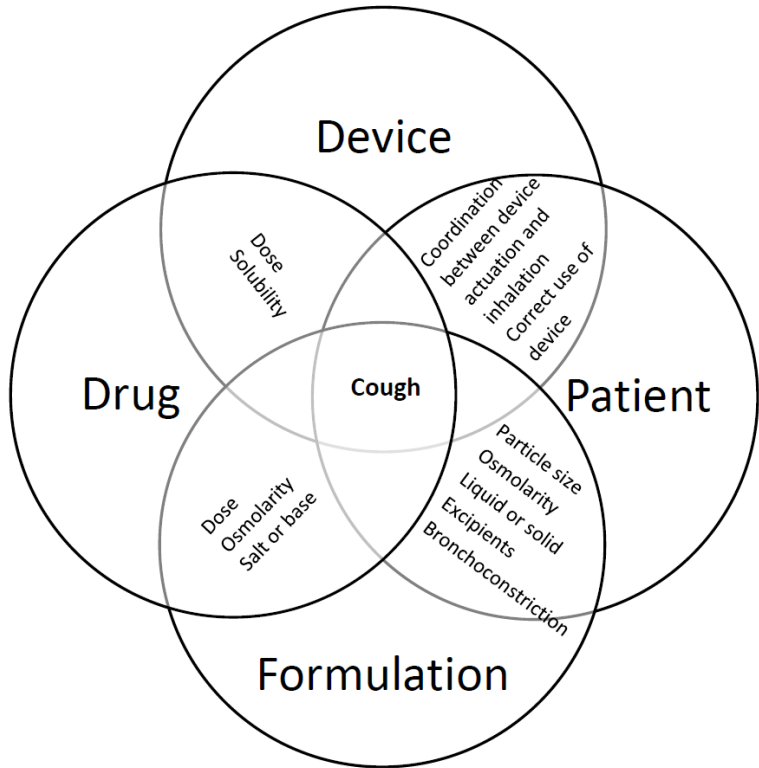 Device
Coordination
between device
actuation and
inhalation
Correct use of
device
Dose
Solubility
Drug
Cough
Patient
Particle size
Osmolarity
Liquid or solid
Excipients
Bronchoconstriction
Dose
Osmolarity
Salt or base
Formulation